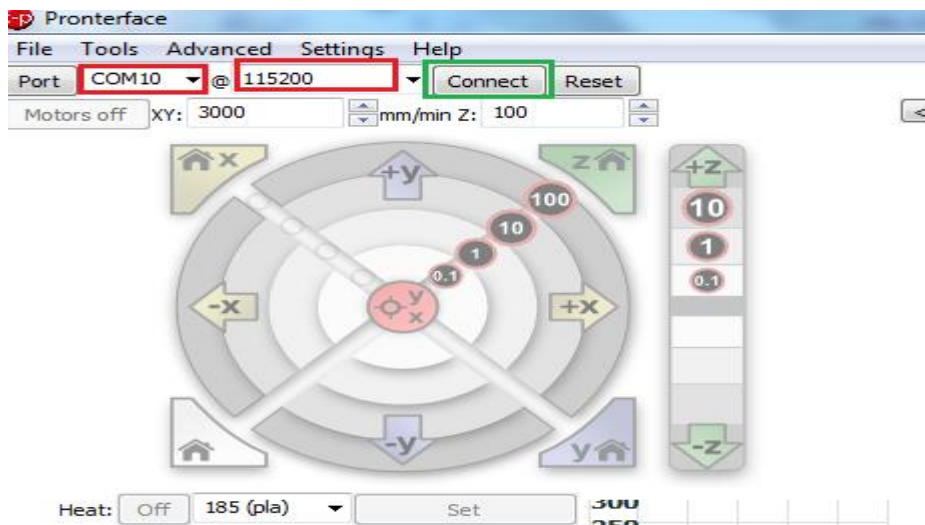 Pronterface
File Tools Advanced Settings Help
Port COM10 @ 115200 Connect Reset
Motors off XY: 3000 mm/min Z: 100 <
x +y z +z
100 10
10 1
1 0.1
0.1
-x y x +x
-y y -z
Heat: Off 185 (pla) Set 300